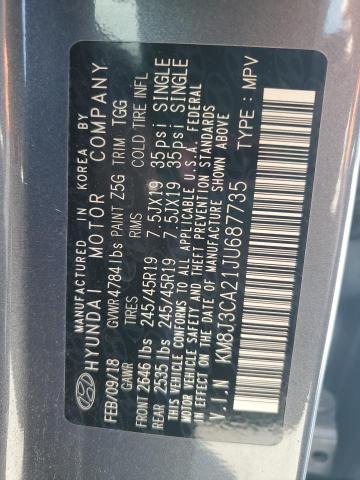 MANUFACTURED IN KOREA BY
HYUNDAI MOTOR COMPANY
FEB/09/18 GVWR 4784 lbs PAINT Z5G TRIM TGG
GAWR TIRES RIMS COLD TIRE INFL
FRONT 2646 lbs 245/45R19 7.5JX19 35psi SINGLE
REAR 2535 lbs 245/45R19 7.5JX19 35psi SINGLE
THIS VEHICLE CONFORMS TO ALL APPLICABLE U.S.A. FEDERAL
MOTOR VEHICLE SAFETY AND THEFT PREVENTION STANDARDS
IN EFFECT ON THE DATE OF MANUFACTURE SHOWN ABOVE
V.I.N KM8J3CA21JU687735 TYPE : MPV